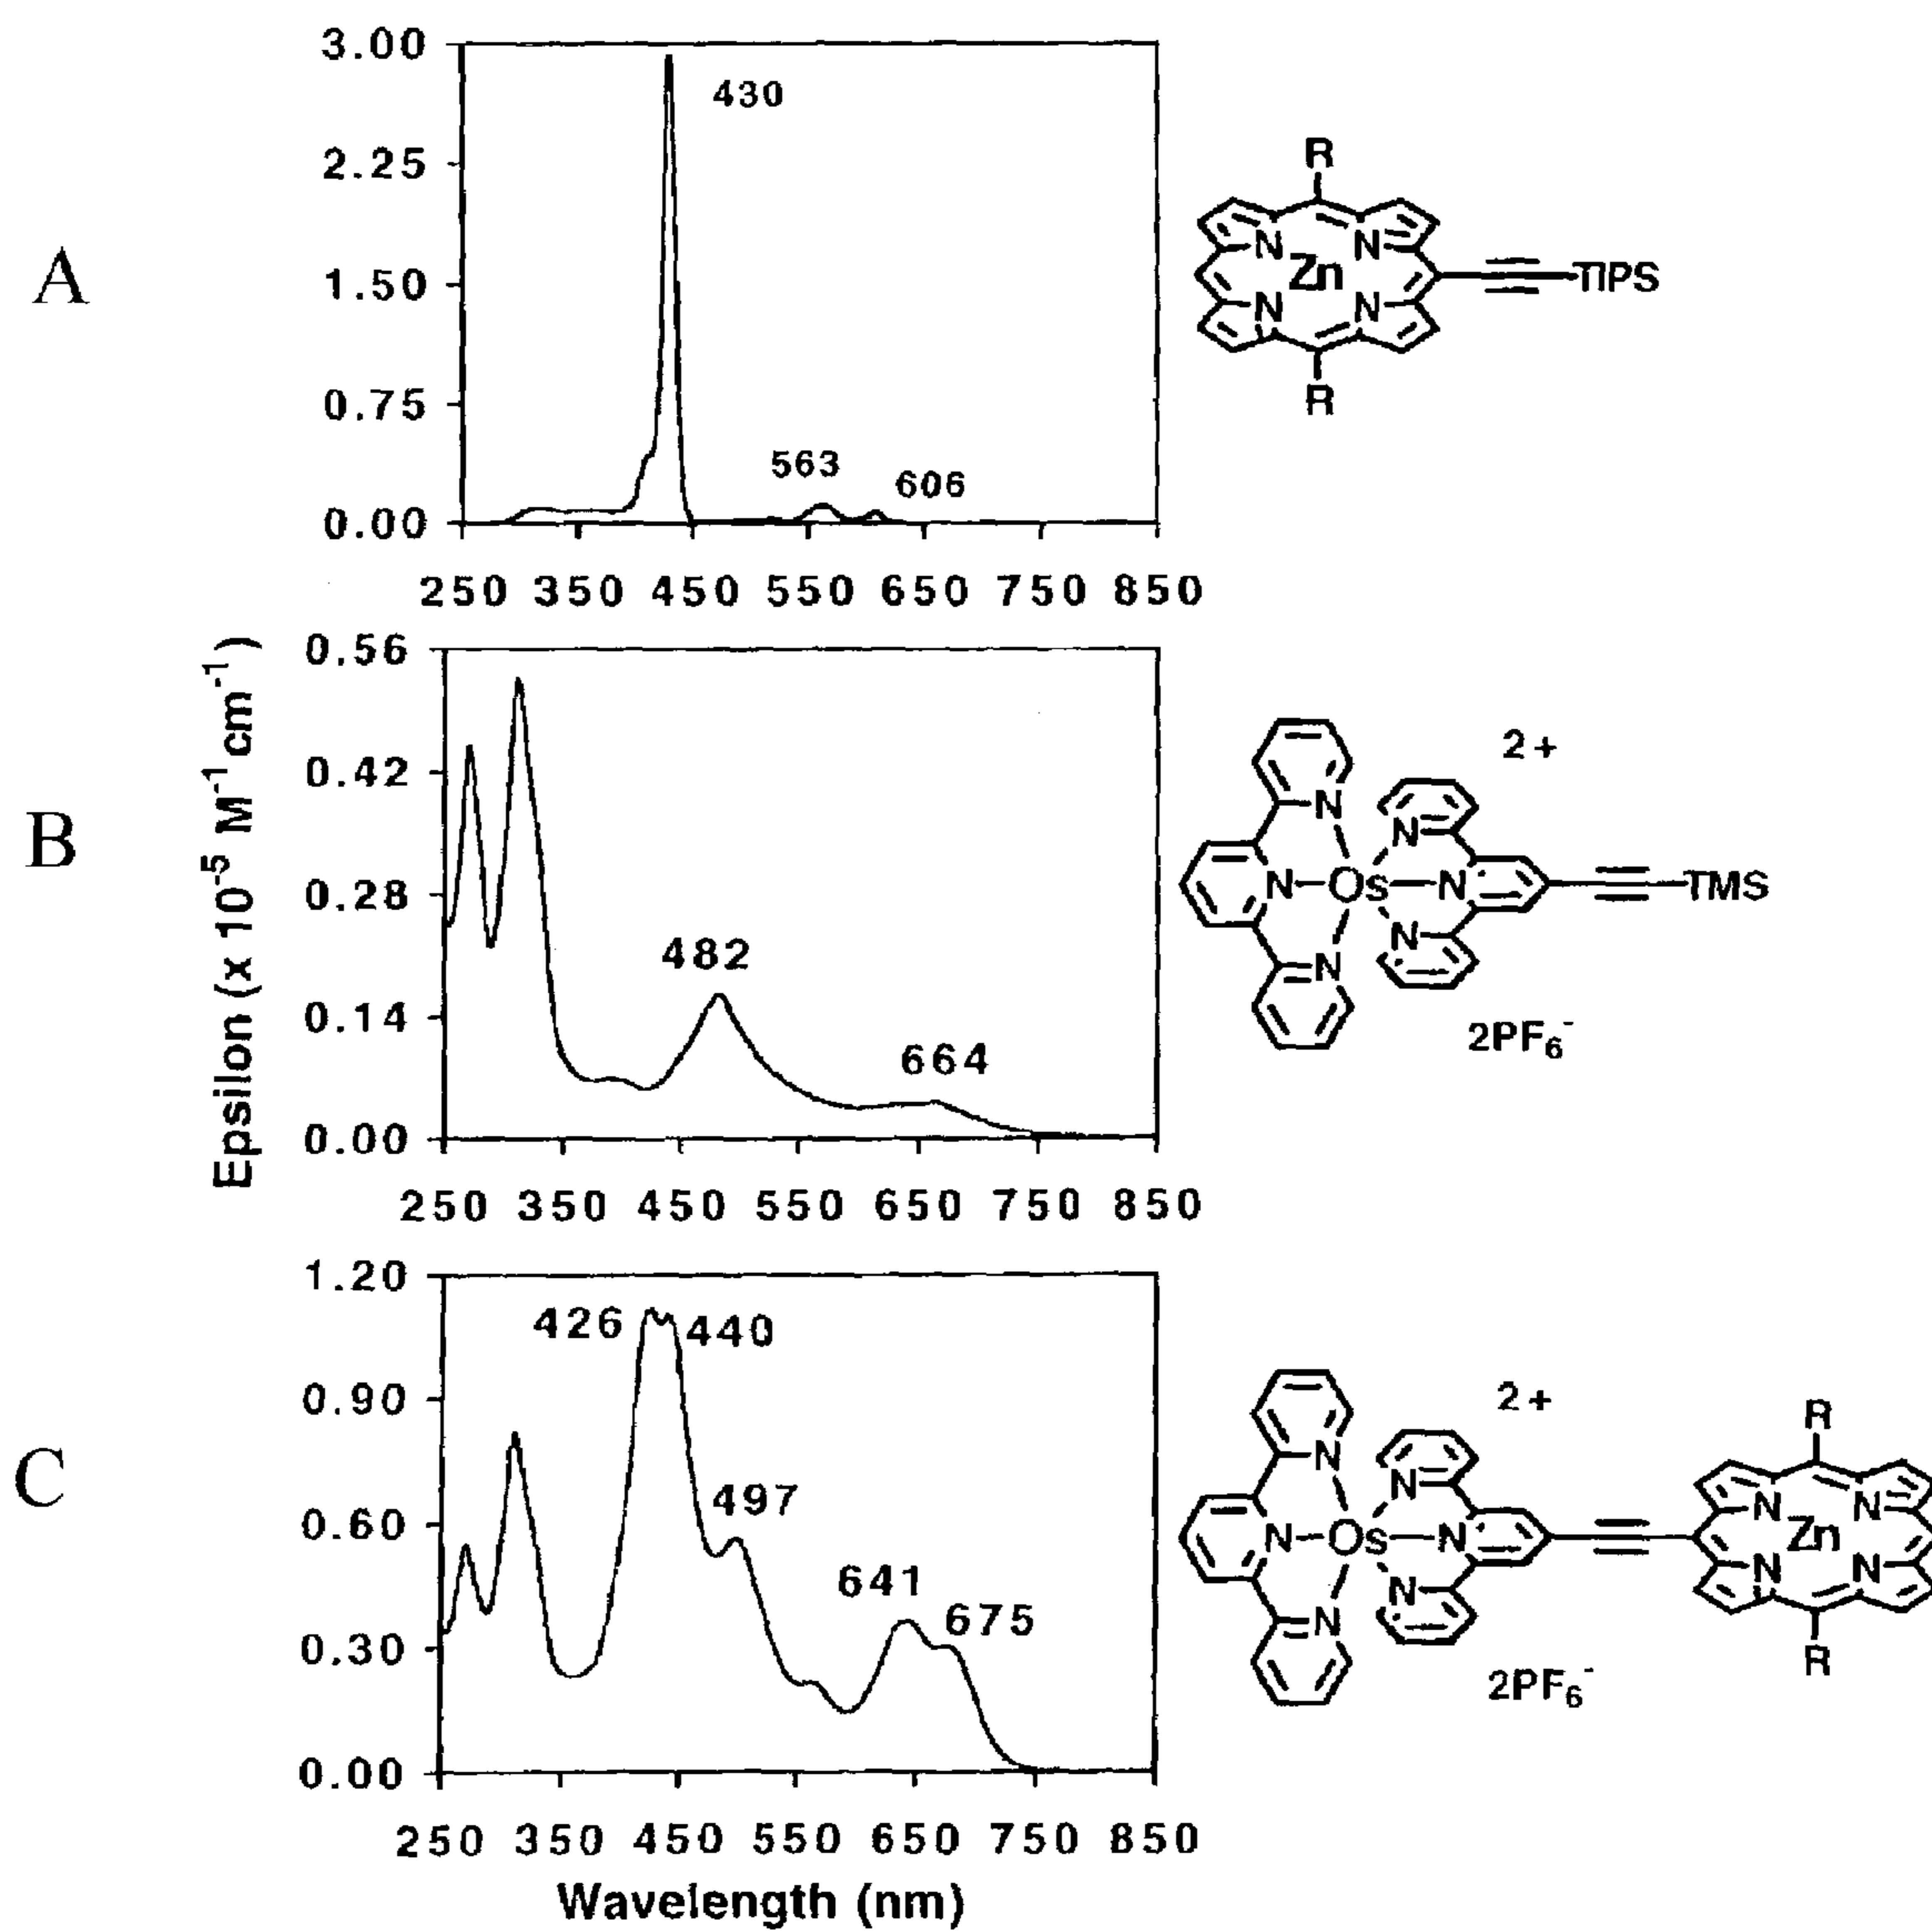 A
3.00
2.25
1.50
0.75
0.00
430
563
606
250 350 450 550 650 750 850
R
N N
Zn
N N
R
TIPS
Epsilon (x 10⁻⁵ M⁻¹cm⁻¹)
B
0.56
0.42
0.28
0.14
0.00
482
664
250 350 450 550 650 750 850
2+
N
N
N Os N
N
N
TMS
2PF₆⁻
C
1.20
0.90
0.60
0.30
0.00
426 440
497
641
675
250 350 450 550 650 750 850
Wavelength (nm)
2+
R
N
N
N Os N
N
N
N N
Zn
N N
R
2PF₆⁻